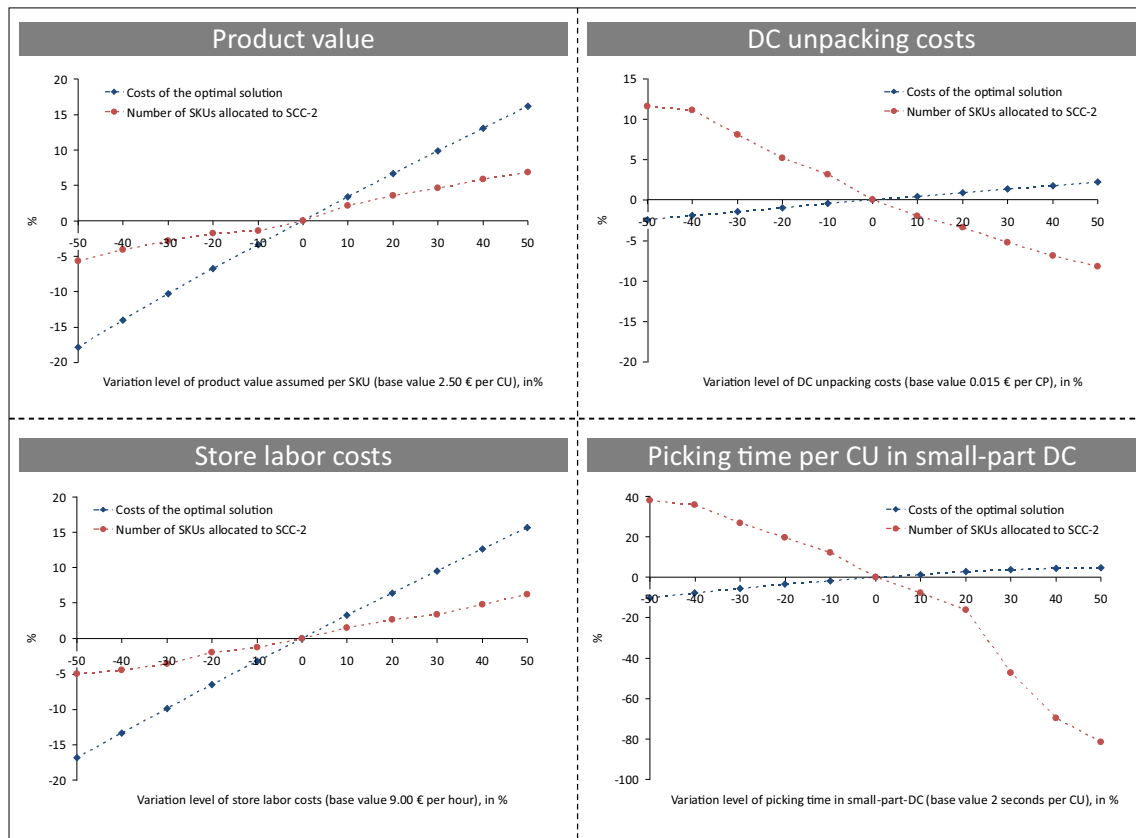 Product value
20
15
10
5
0
-5
-10
-15
-20
%
-50 -40 -30 -20 -10 0 10 20 30 40 50
Costs of the optimal solution
Number of SKUs allocated to SCC-2
Variation level of product value assumed per SKU (base value 2.50 € per CU), in%
DC unpacking costs
15
10
5
0
-5
-10
-15
-20
%
-50 -40 -30 -20 -10 0 10 20 30 40 50
Costs of the optimal solution
Number of SKUs allocated to SCC-2
Variation level of DC unpacking costs (base value 0.015 € per CP), in %
Store labor costs
20
15
10
5
0
-5
-10
-15
-20
%
-50 -40 -30 -20 -10 0 10 20 30 40 50
Costs of the optimal solution
Number of SKUs allocated to SCC-2
Variation level of store labor costs (base value 9.00 € per hour), in %
Picking time per CU in small-part DC
40
20
0
-20
-40
-60
-80
-100
%
-50 -40 -30 -20 -10 0 10 20 30 40 50
Costs of the optimal solution
Number of SKUs allocated to SCC-2
Variation level of picking time in small-part-DC (base value 2 seconds per CU), in %